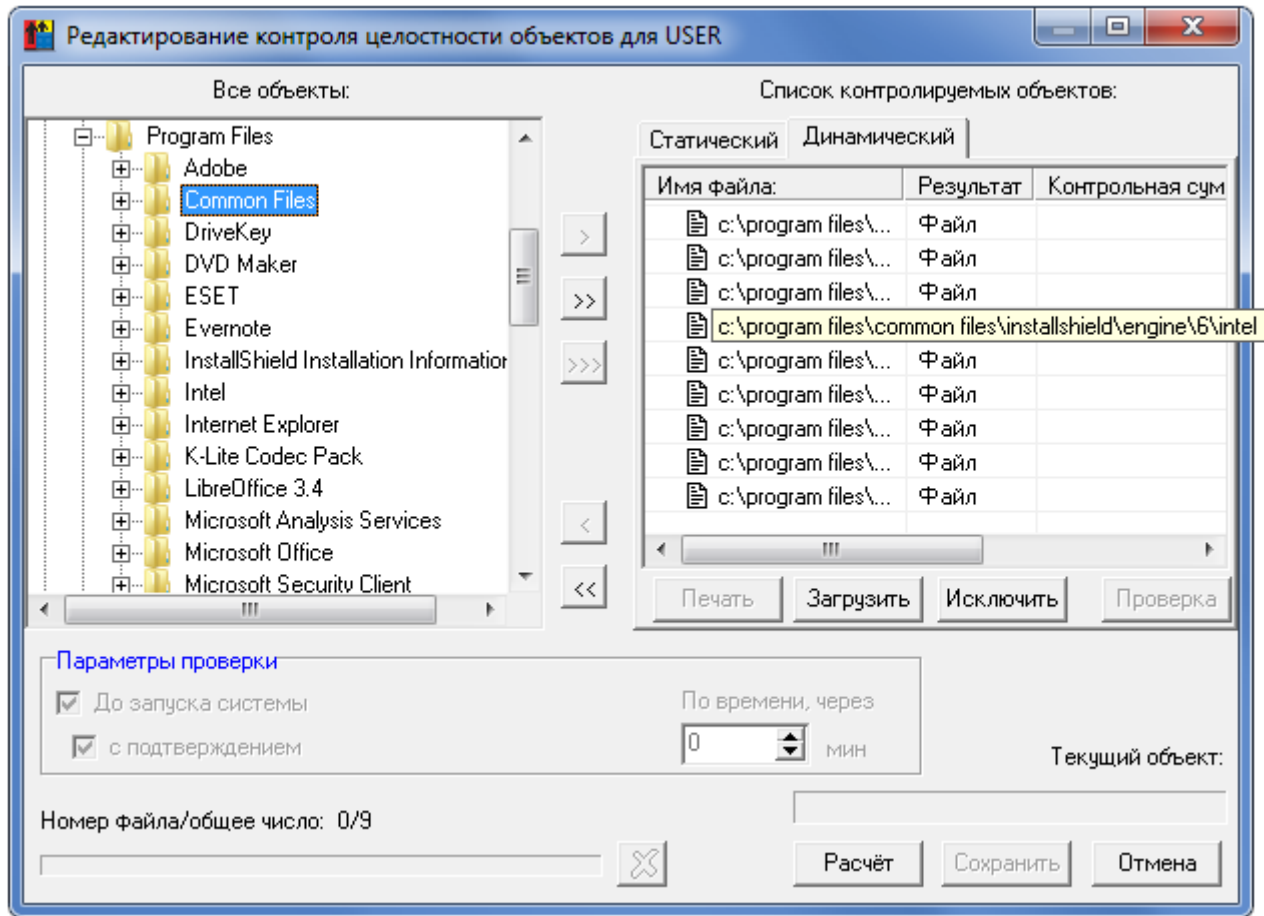 Редактирование контроля целостности объектов для USER
Все объекты:
Список контролируемых объектов:
Program Files
Adobe
Common Files
DriveKey
DVD Maker
ESET
Evernote
InstallShield Installation Information
Intel
Internet Explorer
K-Lite Codec Pack
LibreOffice 3.4
Microsoft Analysis Services
Microsoft Office
Microsoft Security Client
>
>>
>>>
<
<<
Статический Динамический
Имя файла: Результат Контрольная сум
c:\program files\... Файл
c:\program files\... Файл
c:\program files\... Файл
c:\program files\common files\installshield\engine\6\intel
c:\program files\... Файл
c:\program files\... Файл
c:\program files\... Файл
c:\program files\... Файл
c:\program files\... Файл
Печать Загрузить Исключить Проверка
Параметры проверки
До запуска системы
с подтверждением
По времени, через
0 мин
Текущий объект:
Номер файла/общее число: 0/9
Расчёт Сохранить Отмена